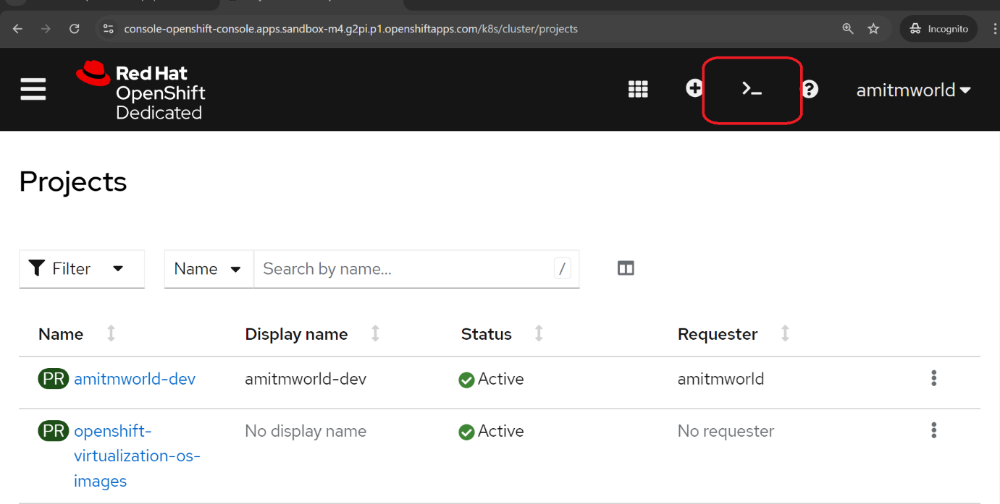 console-openshift-console.apps.sandbox-m4.g2pi.p1.openshiftapps.com/k8s/cluster/projects
Incognito
Red Hat
OpenShift
Dedicated
>_
?
amitmworld
Projects
Filter
Name
Search by name...
/
Name
Display name
Status
Requester
PR amitmworld-dev
amitmworld-dev
Active
amitmworld
PR openshift-
virtualization-os-
images
No display name
Active
No requester